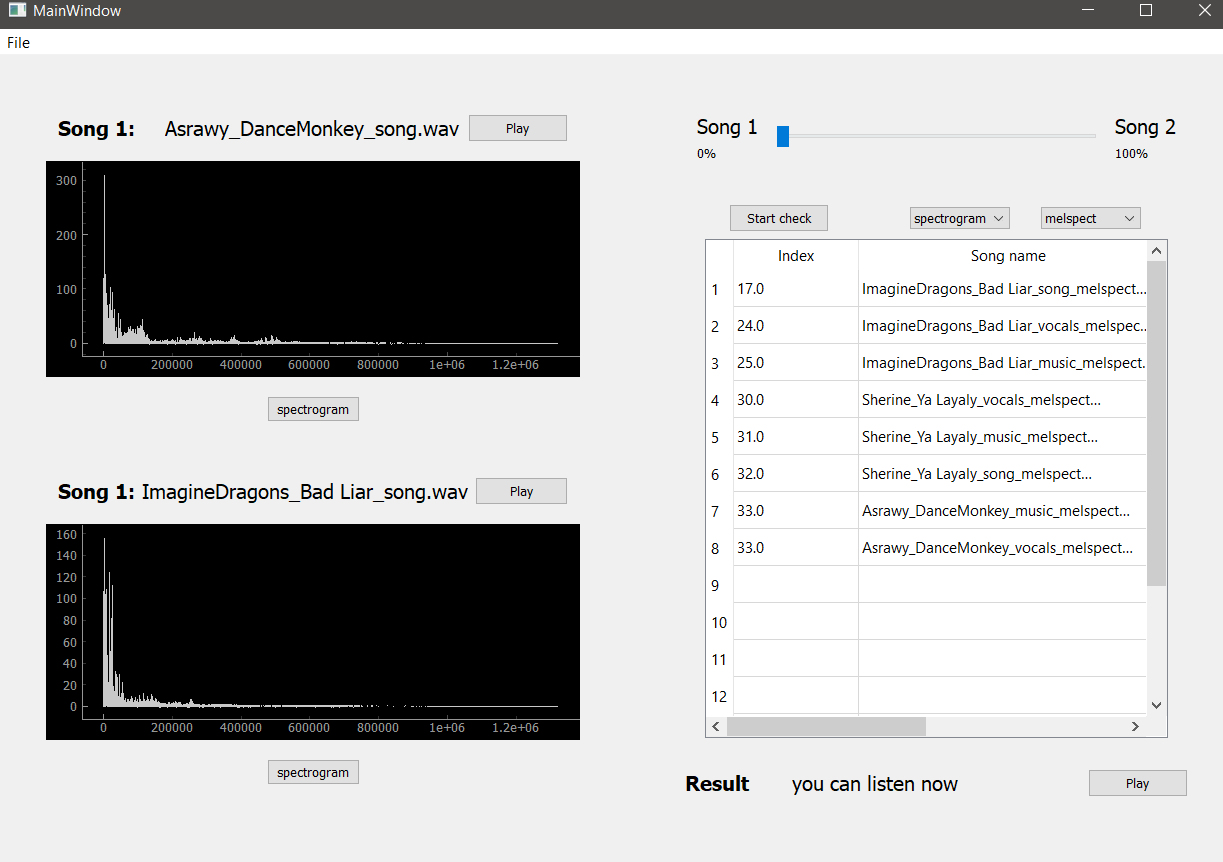 MainWindow
File
Song 1: Asrawy_DanceMonkey_song.wav Play
300
200
100
0
0 200000 400000 600000 800000 1e+06 1.2e+06
spectrogram
Song 1: ImagineDragons_Bad Liar_song.wav Play
160
140
120
100
80
60
40
20
0
0 200000 400000 600000 800000 1e+06 1.2e+06
spectrogram
Song 1 Song 2
0% 100%
Start check spectrogram melspect
Index Song name
1 17.0 ImagineDragons_Bad Liar_song_melspect...
2 24.0 ImagineDragons_Bad Liar_vocals_melspec..
3 25.0 ImagineDragons_Bad Liar_music_melspect.
4 30.0 Sherine_Ya Layaly_vocals_melspect...
5 31.0 Sherine_Ya Layaly_music_melspect...
6 32.0 Sherine_Ya Layaly_song_melspect...
7 33.0 Asrawy_DanceMonkey_music_melspect...
8 33.0 Asrawy_DanceMonkey_vocals_melspect...
9
10
11
12
Result you can listen now Play